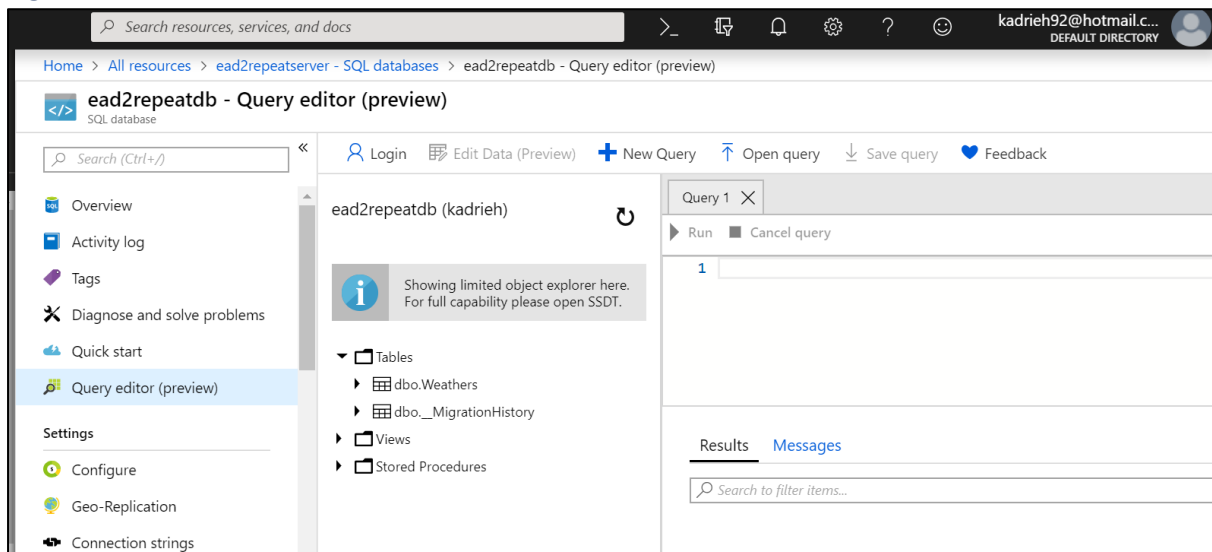 Search resources, services, and docs
>_
?
kadrieh92@hotmail.c...
DEFAULT DIRECTORY
Home > All resources > ead2repeatserver - SQL databases > ead2repeatdb - Query editor (preview)
</>
ead2repeatdb - Query editor (preview)
SQL database
Search (Ctrl+/)
«
Login Edit Data (Preview) New Query Open query Save query Feedback
Overview
Activity log
Tags
Diagnose and solve problems
Quick start
Query editor (preview)
Settings
Configure
Geo-Replication
Connection strings
ead2repeatdb (kadrieh)
Showing limited object explorer here.
For full capability please open SSDT.
Tables
dbo.Weathers
dbo.__MigrationHistory
Views
Stored Procedures
Query 1
Run Cancel query
1
Results Messages
Search to filter items...